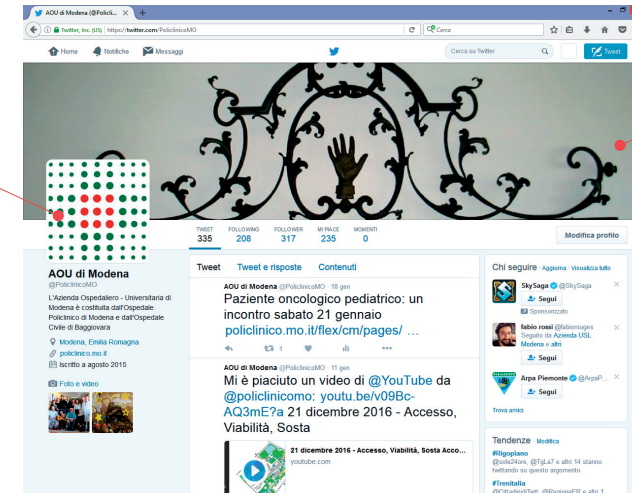 AOU di Modena (@Policli...
Twitter, Inc. (US) https://twitter.com/PoliclinicoMO
Cerca
Home Notifiche Messaggi
Cerca su Twitter
Tweet
TWEET FOLLOWING FOLLOWER MI PIACE MOMENTI
335 208 317 235 0
Modifica profilo
AOU di Modena
@PoliclinicoMO
L'Azienda Ospedaliero - Universitaria di
Modena è costituita dall'Ospedale
Policlinico di Modena e dall'Ospedale
Civile di Baggiovara
Modena, Emilia Romagna
policlinico.mo.it
Iscritto a agosto 2015
Foto e video
Tweet Tweet e risposte Contenuti
AOU di Modena @PoliclinicoMO · 18 gen
Paziente oncologico pediatrico: un
incontro sabato 21 gennaio
policlinico.mo.it/flex/cm/pages/ …
1
AOU di Modena @PoliclinicoMO · 11 gen
Mi è piaciuto un video di @YouTube da
@policlinicomo: youtu.be/v09Bc-
AQ3mE?a 21 dicembre 2016 - Accesso,
Viabilità, Sosta
21 dicembre 2016 - Accesso, Viabilità, Sosta Acco...
youtube.com
Chi seguire · Aggiorna · Visualizza tutto
SkySaga @SkySaga
Segui
Sponsorizzato
fabio rossi @fabiorouges
Seguito da Azienda USL
Modena e altri
Segui
Arpa Piemonte @ArpaP...
Segui
Trova amici
Tendenze · Modifica
#Rigopiano
@sole24ore, @TgLa7 e altri 14 stanno
twittando su questo argomento
#Trenitalia
@CittadiniTwitt, @RegioneER e altri 1